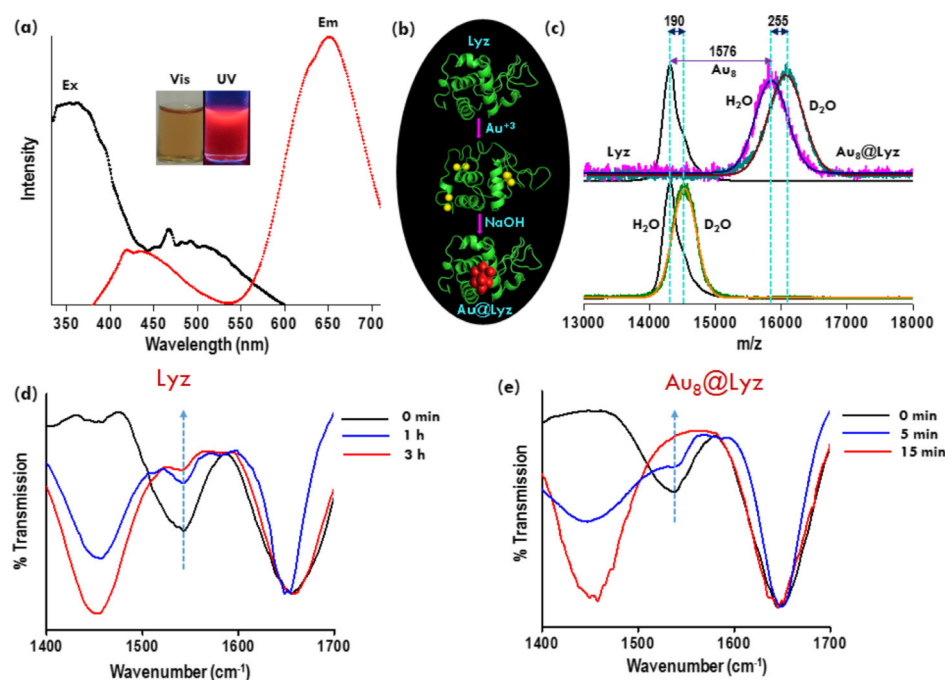 (a)
Em
Ex
Vis
UV
Intensity
350 400 450 500 550 600 650 700
Wavelength (nm)
(b)
Lyz
Au+3
NaOH
Au@Lyz
(c)
190
255
1576
Au8
H2O
D2O
Lyz
Au8@Lyz
H2O
D2O
13000 14000 15000 16000 17000 18000
m/z
(d)
Lyz
0 min
1 h
3 h
% Transmission
1400 1500 1600 1700
Wavenumber (cm-1)
(e)
Au8@Lyz
0 min
5 min
15 min
% Transmission
1400 1500 1600 1700
Wavenumber (cm-1)